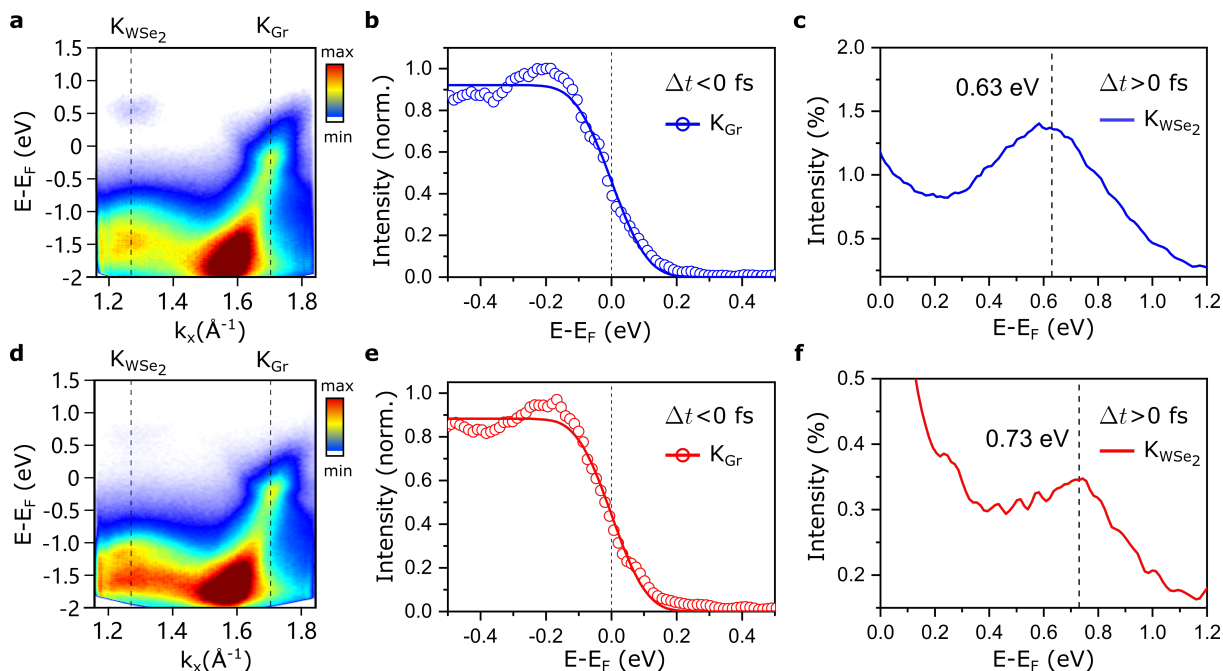 a
K_WSe2
K_Gr
max
min
1.5
1.0
0.5
0
-0.5
-1.0
-1.5
-2
E-E_F (eV)
1.2
1.4
1.6
1.8
k_x(Å⁻¹)
b
Δt<0 fs
K_Gr
1.0
0.8
0.6
0.4
0.2
0.0
Intensity (norm.)
-0.4
-0.2
0.0
0.2
0.4
E-E_F (eV)
c
0.63 eV
Δt>0 fs
K_WSe2
2.0
1.5
1.0
0.5
Intensity (%)
0.0
0.2
0.4
0.6
0.8
1.0
1.2
E-E_F (eV)
d
K_WSe2
K_Gr
max
min
1.5
1.0
0.5
0
-0.5
-1.0
-1.5
-2
E-E_F (eV)
1.2
1.4
1.6
1.8
k_x(Å⁻¹)
e
Δt<0 fs
K_Gr
1.0
0.8
0.6
0.4
0.2
0.0
Intensity (norm.)
-0.4
-0.2
0.0
0.2
0.4
E-E_F (eV)
f
0.73 eV
Δt>0 fs
K_WSe2
0.5
0.4
0.3
0.2
Intensity (%)
0.0
0.2
0.4
0.6
0.8
1.0
1.2
E-E_F (eV)